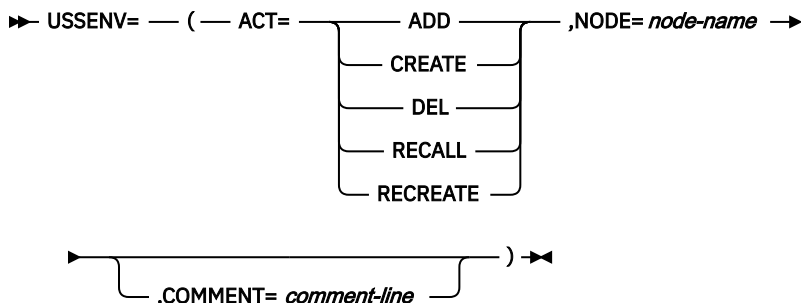 USSENV= ( ACT= ADD ,NODE= node-name
CREATE
DEL
RECALL
RECREATE
,COMMENT= comment-line )